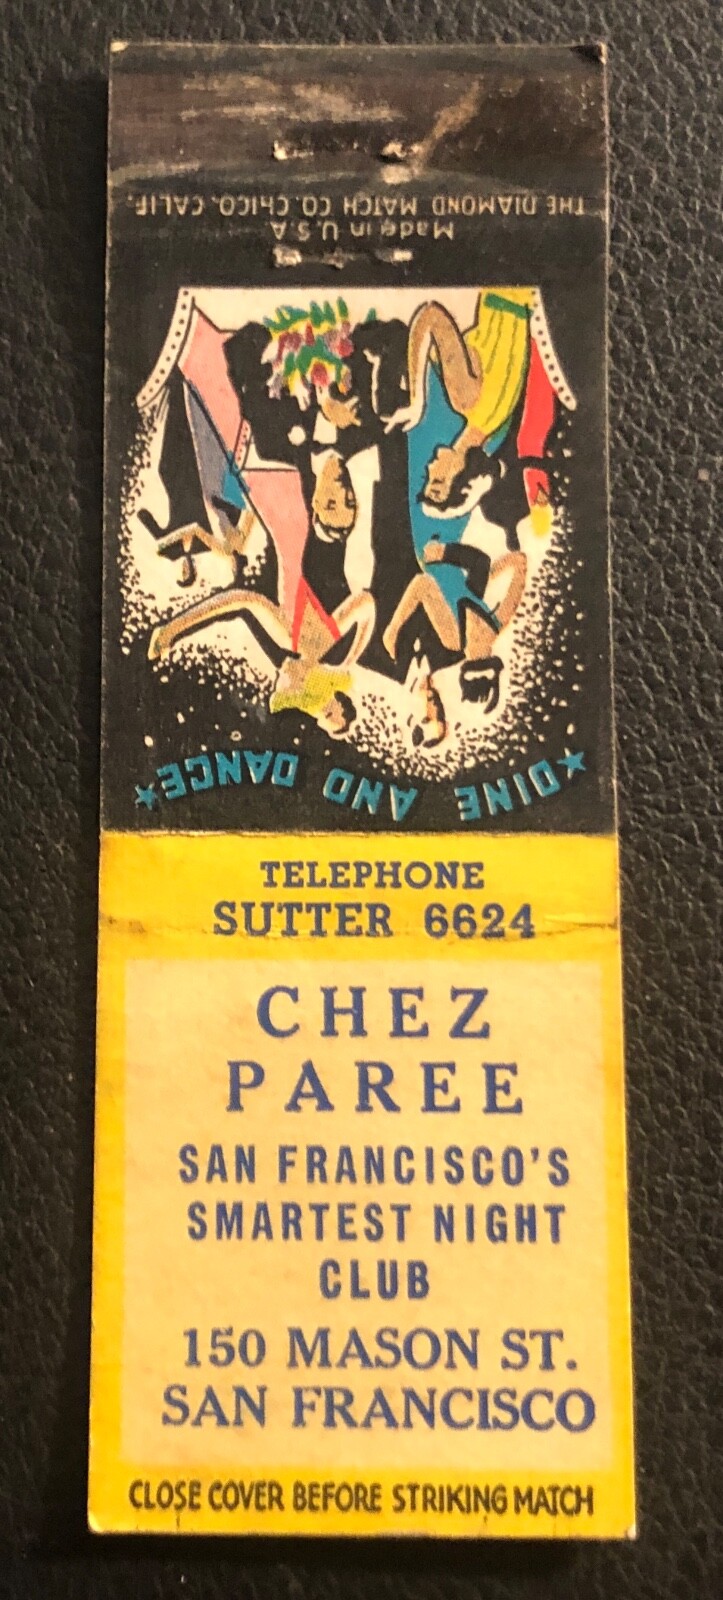 THE DIAMOND MATCH CO. CHICO, CALIF.
Made in U.S.A.
★DINE AND DANCE★
TELEPHONE
SUTTER 6624
CHEZ
PAREE
SAN FRANCISCO'S
SMARTEST NIGHT
CLUB
150 MASON ST.
SAN FRANCISCO
CLOSE COVER BEFORE STRIKING MATCH